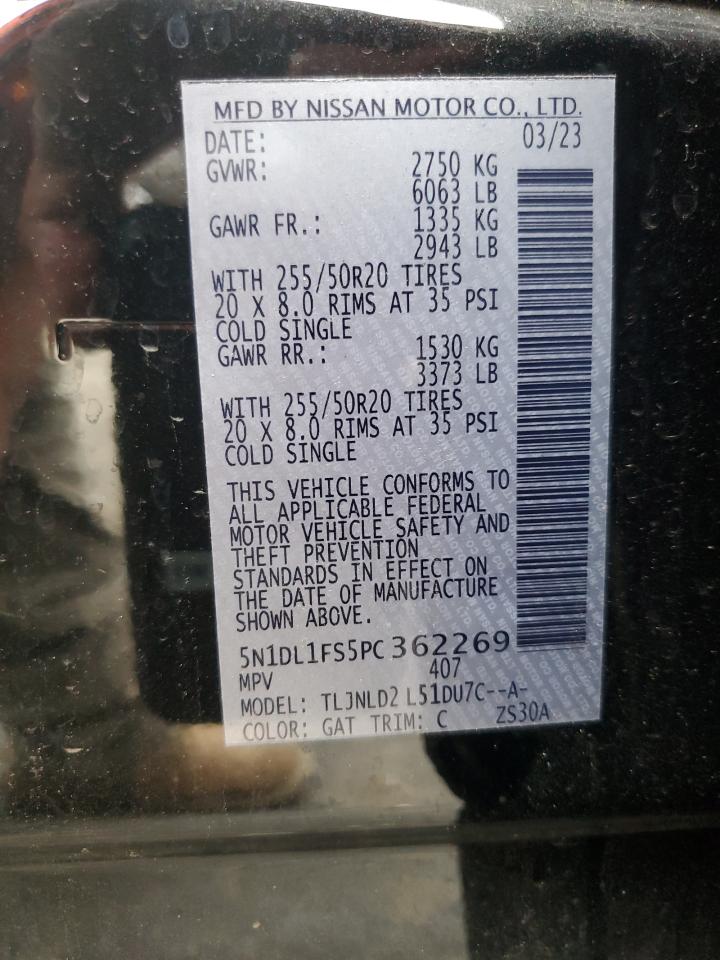 MFD BY NISSAN MOTOR CO., LTD.
DATE: 03/23
GVWR: 2750 KG
6063 LB
GAWR FR.: 1335 KG
2943 LB
WITH 255/50R20 TIRES
20 X 8.0 RIMS AT 35 PSI
COLD SINGLE
GAWR RR.: 1530 KG
3373 LB
WITH 255/50R20 TIRES
20 X 8.0 RIMS AT 35 PSI
COLD SINGLE
THIS VEHICLE CONFORMS TO
ALL APPLICABLE FEDERAL
MOTOR VEHICLE SAFETY AND
THEFT PREVENTION
STANDARDS IN EFFECT ON
THE DATE OF MANUFACTURE
SHOWN ABOVE.
5N1DL1FS5PC362269
MPV 407
MODEL: TLJNLD2 L51DU7C--A-
COLOR: GAT TRIM: C ZS30A